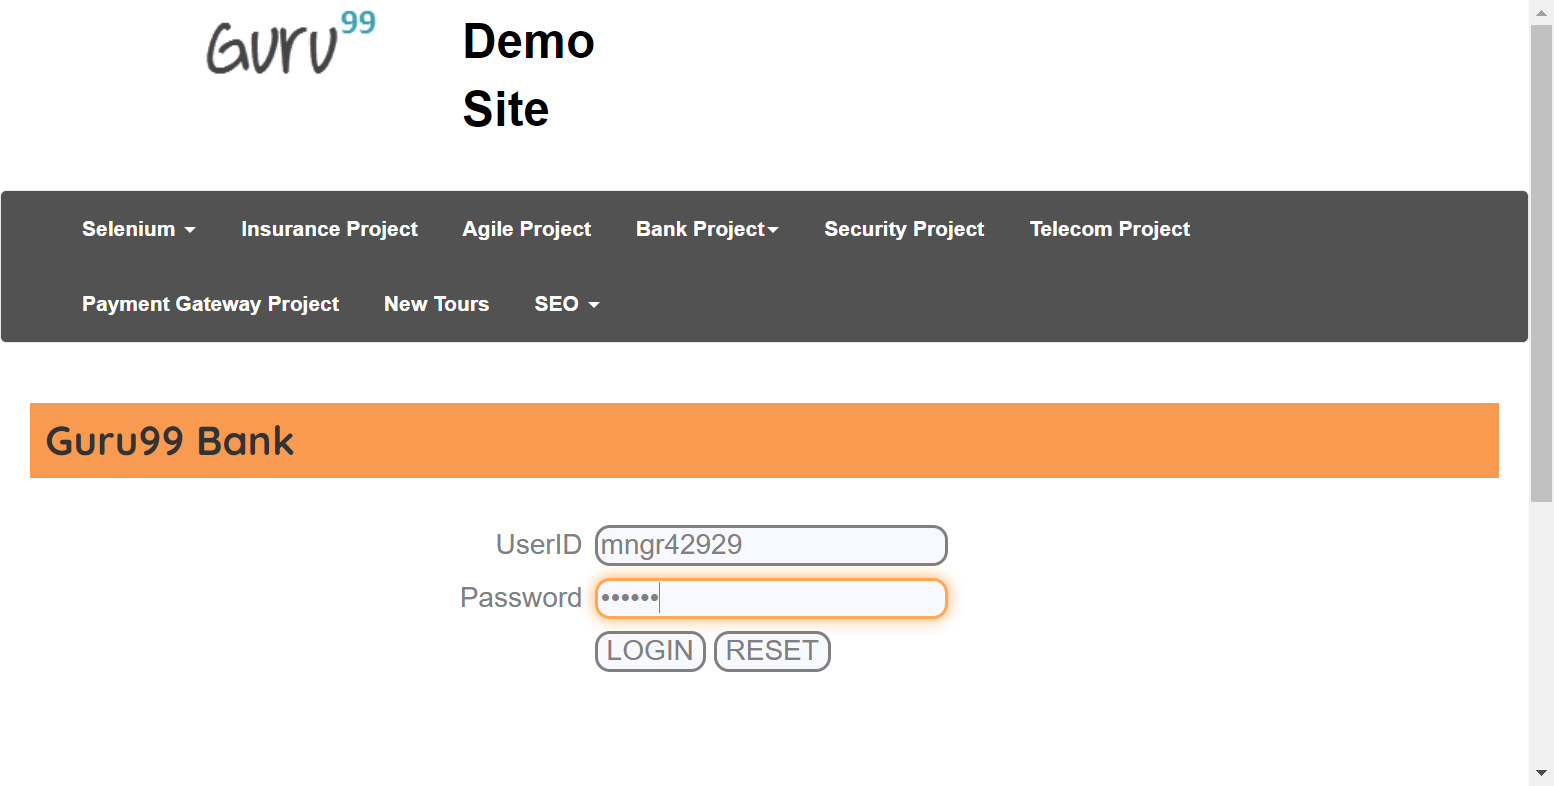 Guru99
Demo
Site
Selenium Insurance Project Agile Project Bank Project Security Project Telecom Project
Payment Gateway Project New Tours SEO
Guru99 Bank
UserID mngr42929
Password ••••••
LOGIN RESET